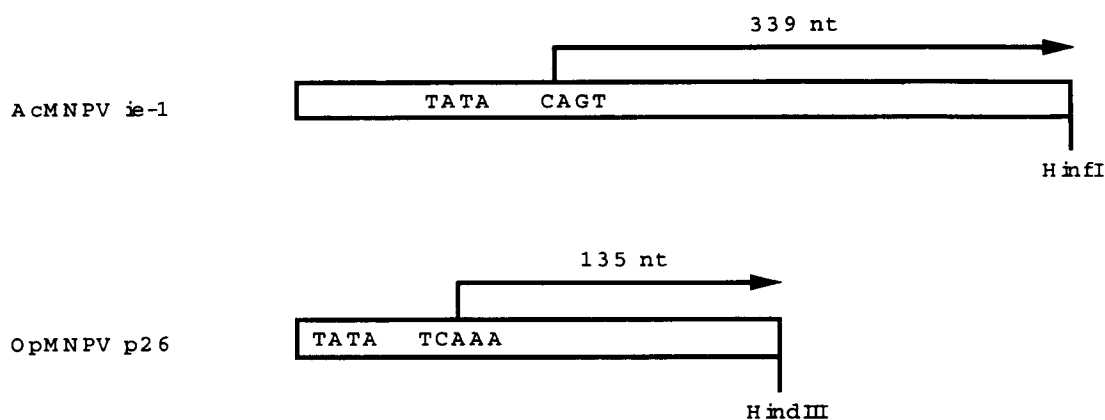 339 nt
AcMNPV ie-1
TATA CAGT
HinfI
135 nt
OpMNPV p26
TATA TCAAA
HindIII